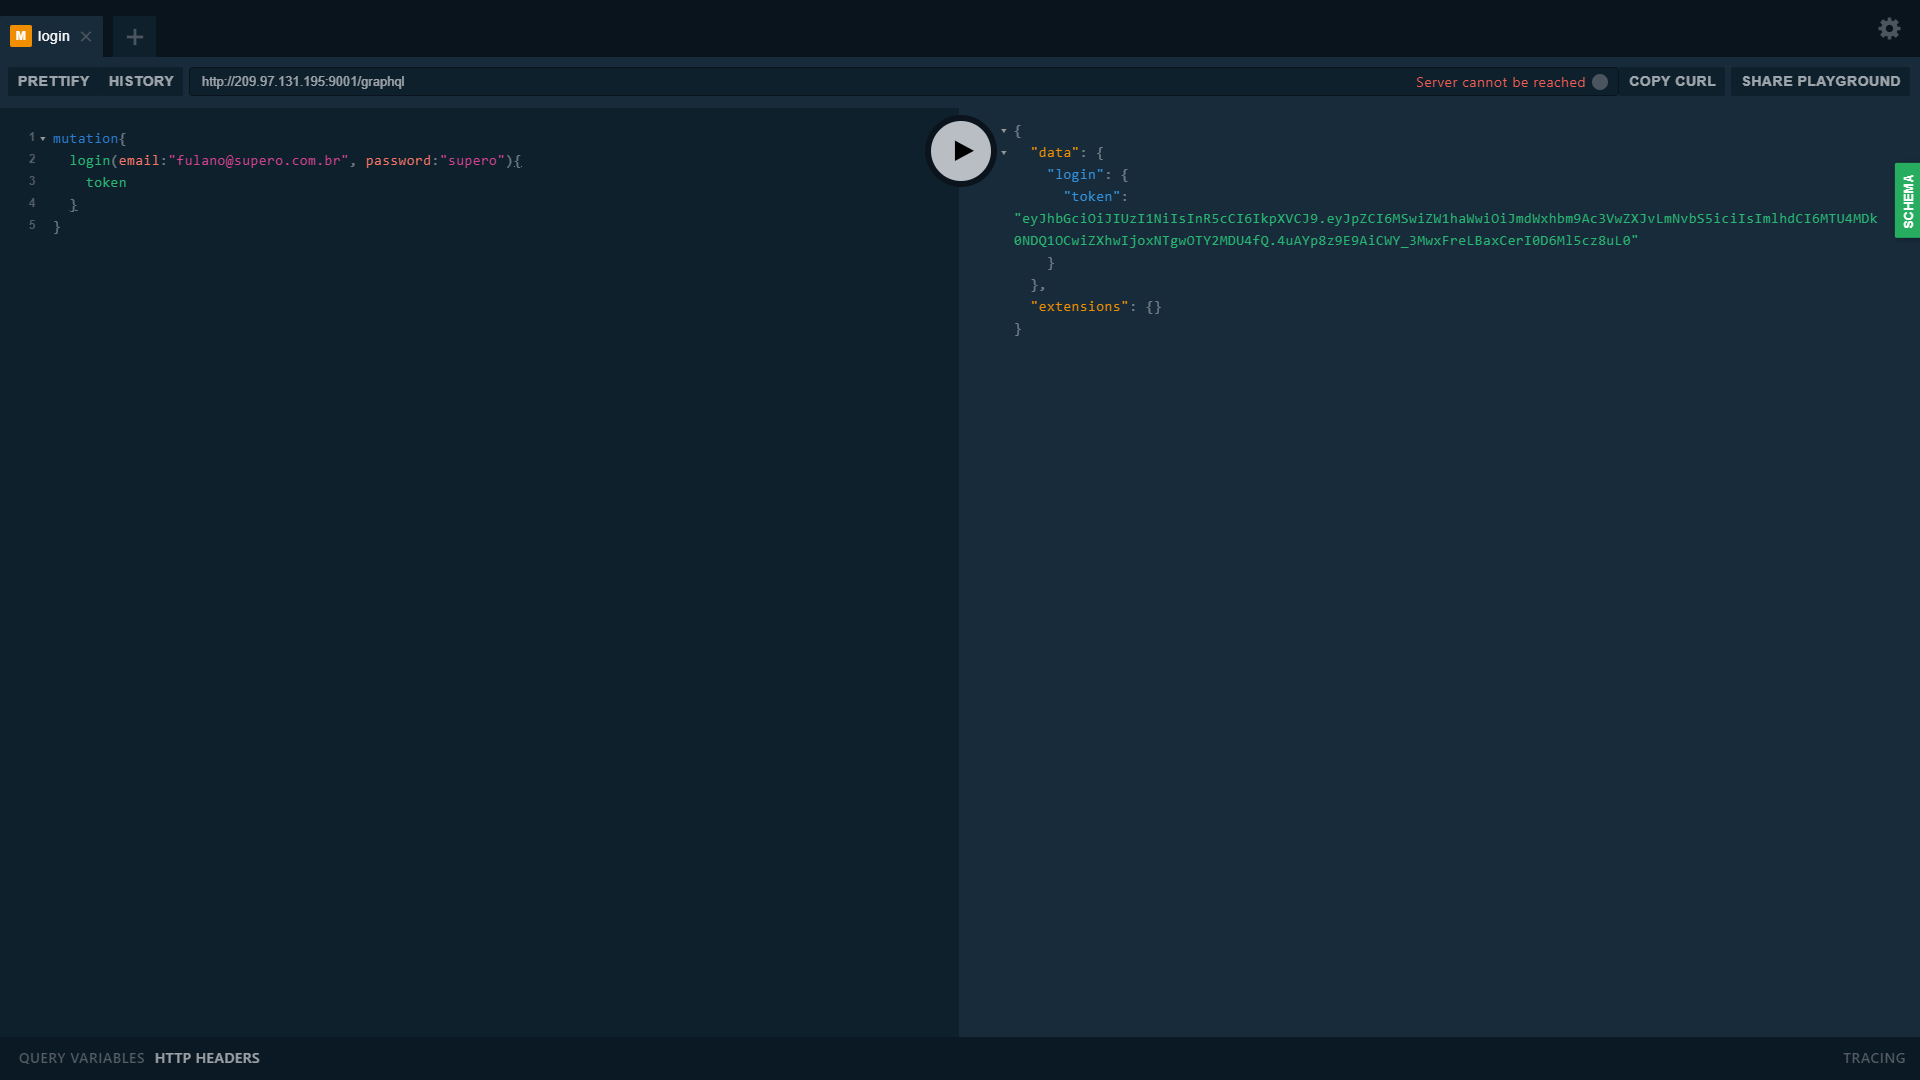 M login
PRETTIFY HISTORY http://209.97.131.195:9001/graphql Server cannot be reached COPY CURL SHARE PLAYGROUND
1 mutation{
2 login(email:"fulano@supero.com.br", password:"supero"){
3 token
4 }
5 }
{
"data": {
"login": {
"token":
"eyJhbGciOiJIUzI1NiIsInR5cCI6IkpXVCJ9.eyJpZCI6MSwiZW1haWwiOiJmdWxhbm9Ac3VwZXJvLmNvbS5iciIsImlhdCI6MTU4MDk
0NDQ1OCwiZXhwIjoxNTgwOTY2MDU4fQ.4uAYp8z9E9AiCWY_3MwxFreLBaxCerI0D6Ml5cz8uL0"
}
},
"extensions": {}
}
SCHEMA
QUERY VARIABLES HTTP HEADERS TRACING